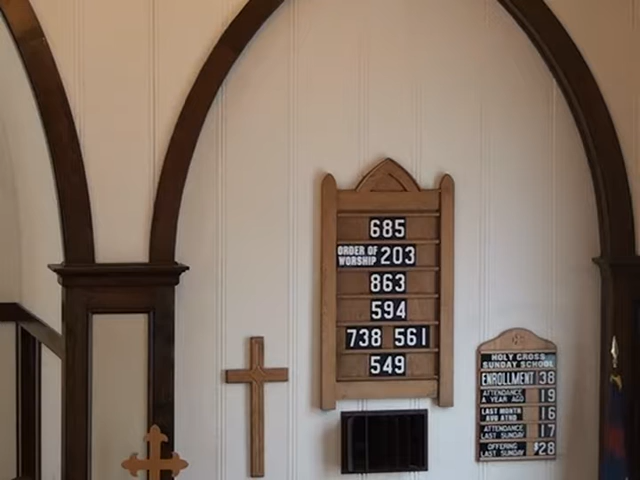 685
ORDER OF WORSHIP 203
863
594
738 561
549
HOLY CROSS
SUNDAY SCHOOL
ENROLLMENT 38
ATTENDANCE A YEAR AGO 19
LAST MONTH AVG ATND 16
ATTENDANCE LAST SUNDAY 17
OFFERING LAST SUNDAY $28